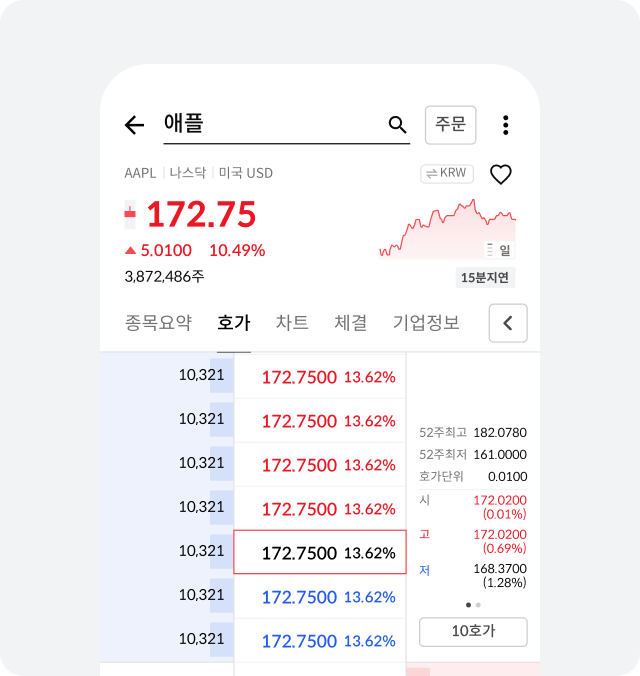 애플 주문
AAPL 나스닥 미국 USD KRW
172.75
5.0100 10.49%
일
3,872,486주 15분지연
종목요약 호가 차트 체결 기업정보
10,321 172.7500 13.62%
10,321 172.7500 13.62%
10,321 172.7500 13.62%
10,321 172.7500 13.62%
10,321 172.7500 13.62%
10,321 172.7500 13.62%
10,321 172.7500 13.62%
52주최고 182.0780
52주최저 161.0000
호가단위 0.0100
시 172.0200
(0.01%)
고 172.0200
(0.69%)
저 168.3700
(1.28%)
10호가